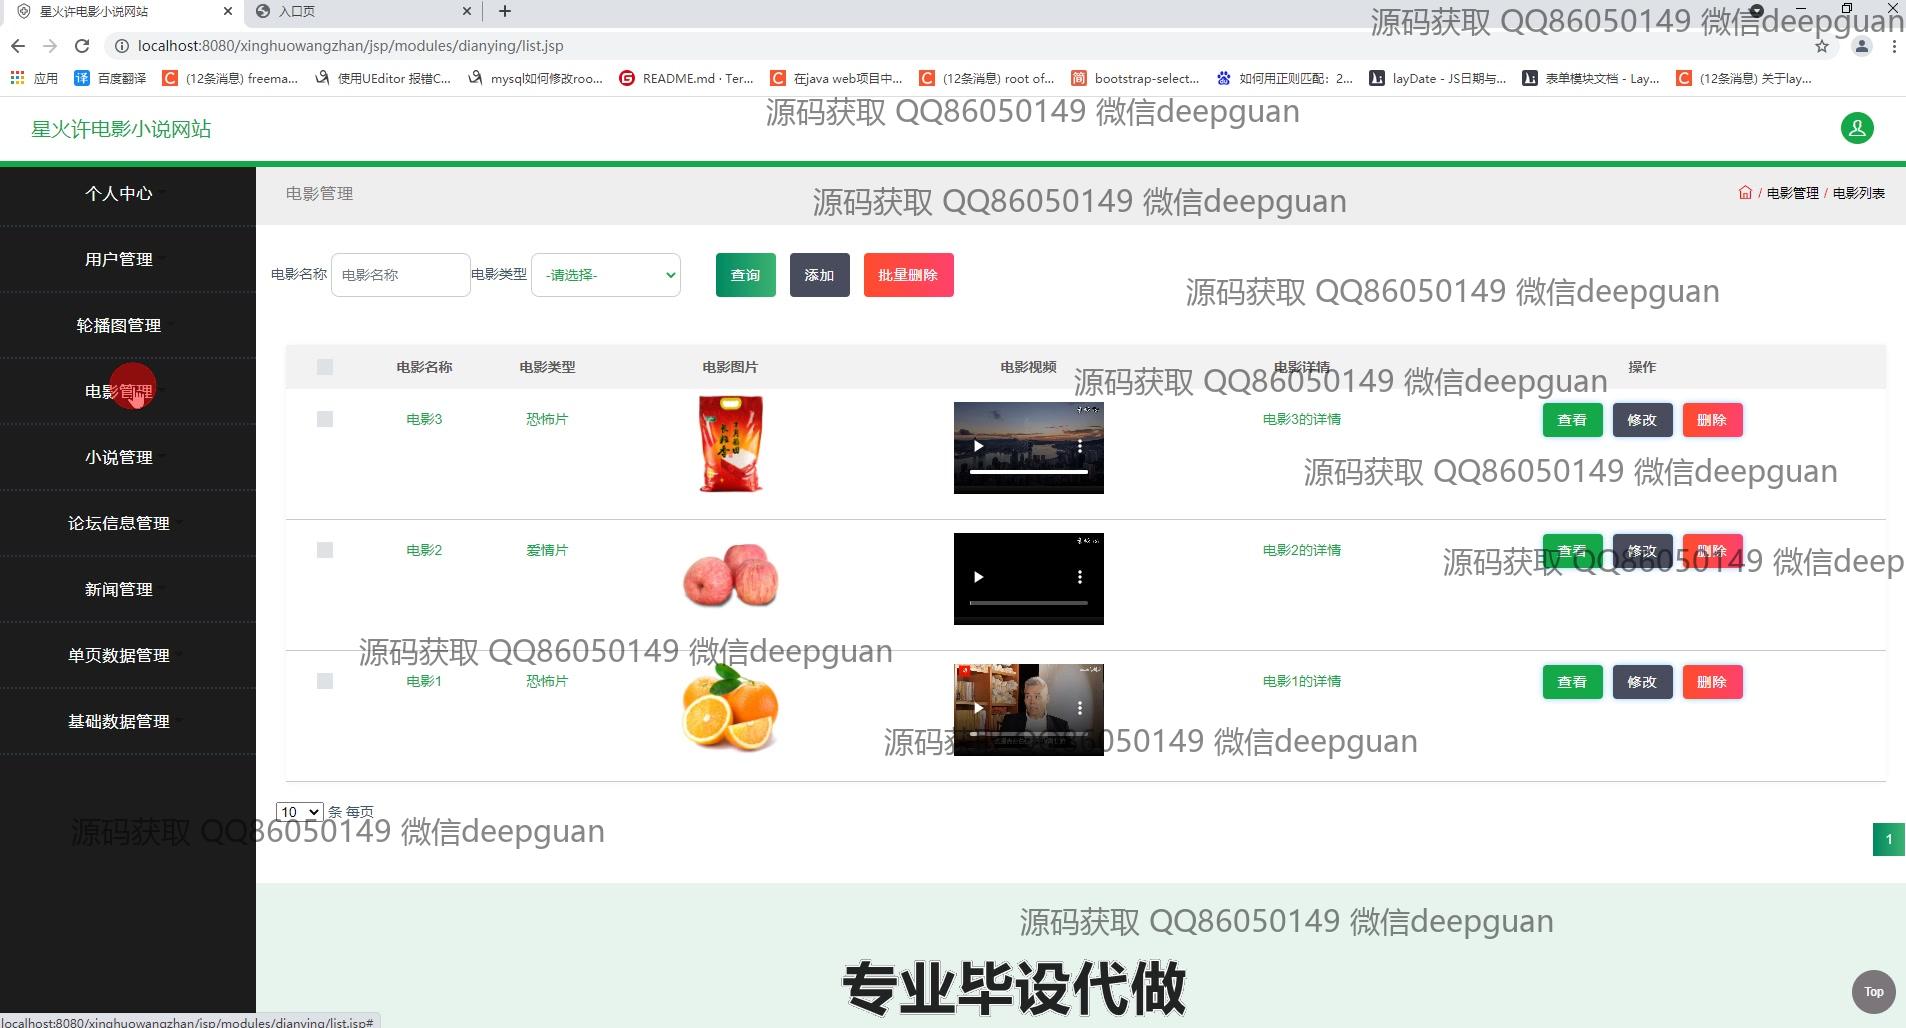 星火许电影小说网站
入口页
localhost:8080/xinghuowangzhan/jsp/modules/dianying/list.jsp
应用
百度翻译
(12条消息) freema...
使用UEditor 报错C...
mysql如何修改roo...
README.md · Ter...
在java web项目中...
(12条消息) root of...
bootstrap-select...
如何用正则匹配：2...
layDate - JS日期与...
表单模块文档 - Lay...
(12条消息) 关于lay...
源码获取 QQ86050149 微信deepguan
源码获取 QQ86050149 微信deepguan
星火许电影小说网站
个人中心
用户管理
轮播图管理
电影管理
小说管理
论坛信息管理
新闻管理
单页数据管理
基础数据管理
电影管理
源码获取 QQ86050149 微信deepguan
/ 电影管理 / 电影列表
电影名称 电影名称 电影类型 -请选择- 查询 添加 批量删除
源码获取 QQ86050149 微信deepguan
电影名称 电影类型 电影图片 电影视频 电影详情 操作
源码获取 QQ86050149 微信deepguan
电影3 恐怖片 电影3的详情 查看 修改 删除
源码获取 QQ86050149 微信deepguan
电影2 爱情片 电影2的详情 查看 修改 删除
源码获取 QQ86050149 微信deep
源码获取 QQ86050149 微信deepguan
电影1 恐怖片 电影1的详情 查看 修改 删除
源码获取 QQ86050149 微信deepguan
10 条 每页
源码获取 QQ86050149 微信deepguan
1
源码获取 QQ86050149 微信deepguan
专业毕设代做
Top
localhost:8080/xinghuowangzhan/jsp/modules/dianying/list.jsp#